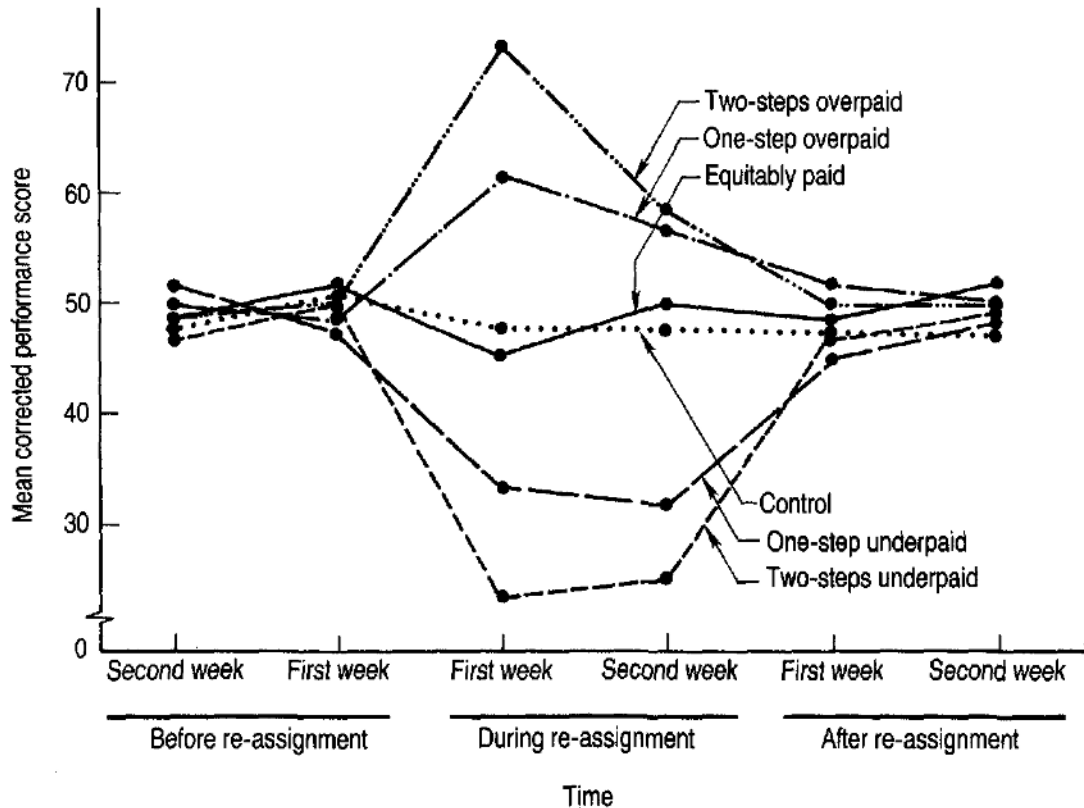 Mean corrected performance score
70
60
50
40
30
0
Two-steps overpaid
One-step overpaid
Equitably paid
Control
One-step underpaid
Two-steps underpaid
Second week
First week
First week
Second week
First week
Second week
Before re-assignment
During re-assignment
After re-assignment
Time